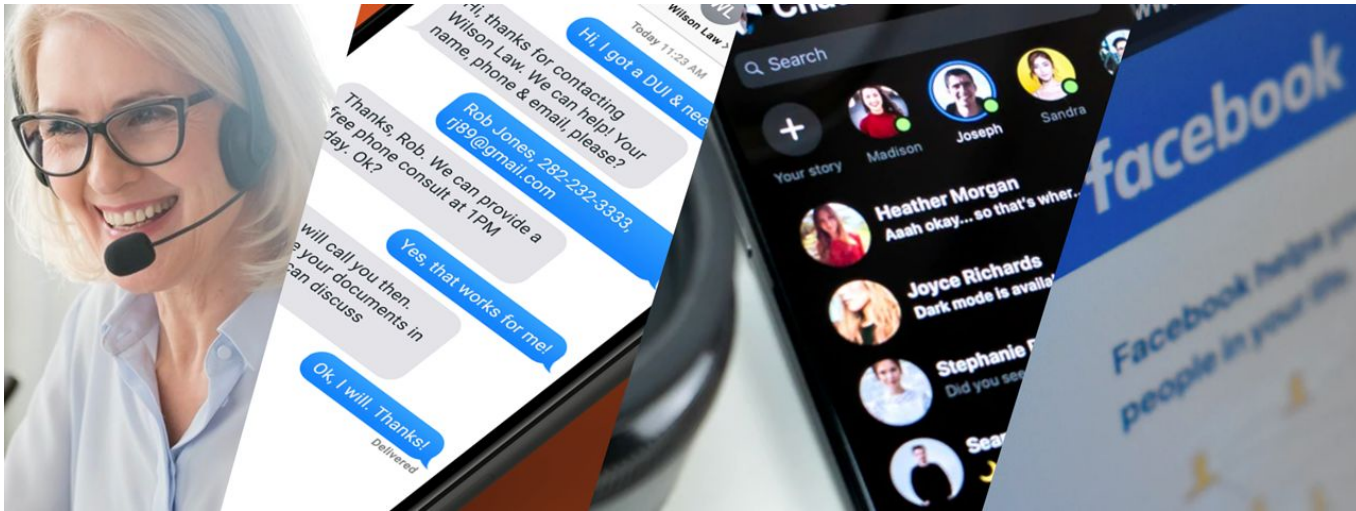 WL
Wilson Law >
Today 11:23 AM
Hi, I got a DUI & nee
Hi, thanks for contacting
Wilson Law. We can help! Your
name, phone & email, please?
Rob Jones, 282-232-3333,
rj89@gmail.com
Thanks, Rob. We can provide a
free phone consult at 1PM
day. Ok?
Yes, that works for me!
will call you then.
e your documents in
can discuss
Ok, I will. Thanks!
Delivered
Search
Your story
Madison
Joseph
Sandra
Heather Morgan
Aaah okay...so that's wher...
Joyce Richards
Dark mode is availa
Stephanie
Did you see
Sean
facebook
Facebook helps you
people in your life.